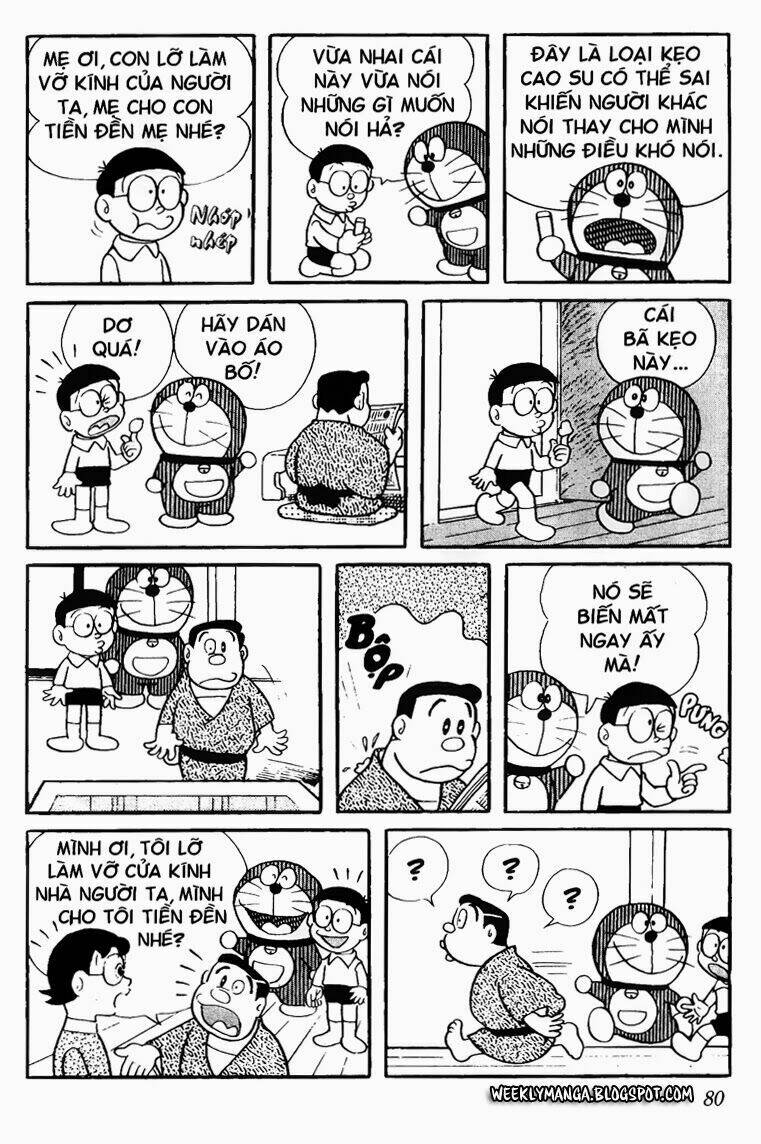 ĐÂY LÀ LOẠI KẸO
CAO SU CÓ THỂ SAI
KHIẾN NGƯỜI KHÁC
NÓI THAY CHO MÌNH
NHỮNG ĐIỀU KHÓ NÓI.
VỪA NHAI CÁI
NÀY VỪA NÓI
NHỮNG GÌ MUỐN
NÓI HẢ?
MẸ ƠI, CON LỠ LÀM
VỠ KÍNH CỦA NGƯỜI
TA, MẸ CHO CON
TIỀN ĐỀN MẸ NHÉ?
Nhóp
nhép
CÁI
BÃ KẸO
NÀY...
HÃY DÁN
VÀO ÁO
BỐ!
DƠ
QUÁ!
NÓ SẼ
BIẾN MẤT
NGAY ẤY
MÀ!
PƯNG
BỘP
?
?
?
MÌNH ƠI, TÔI LỠ
LÀM VỠ CỬA KÍNH
NHÀ NGƯỜI TA, MÌNH
CHO TÔI TIỀN ĐỀN
NHÉ?
WEEKLYMANGA.BLOGSPOT.COM
80